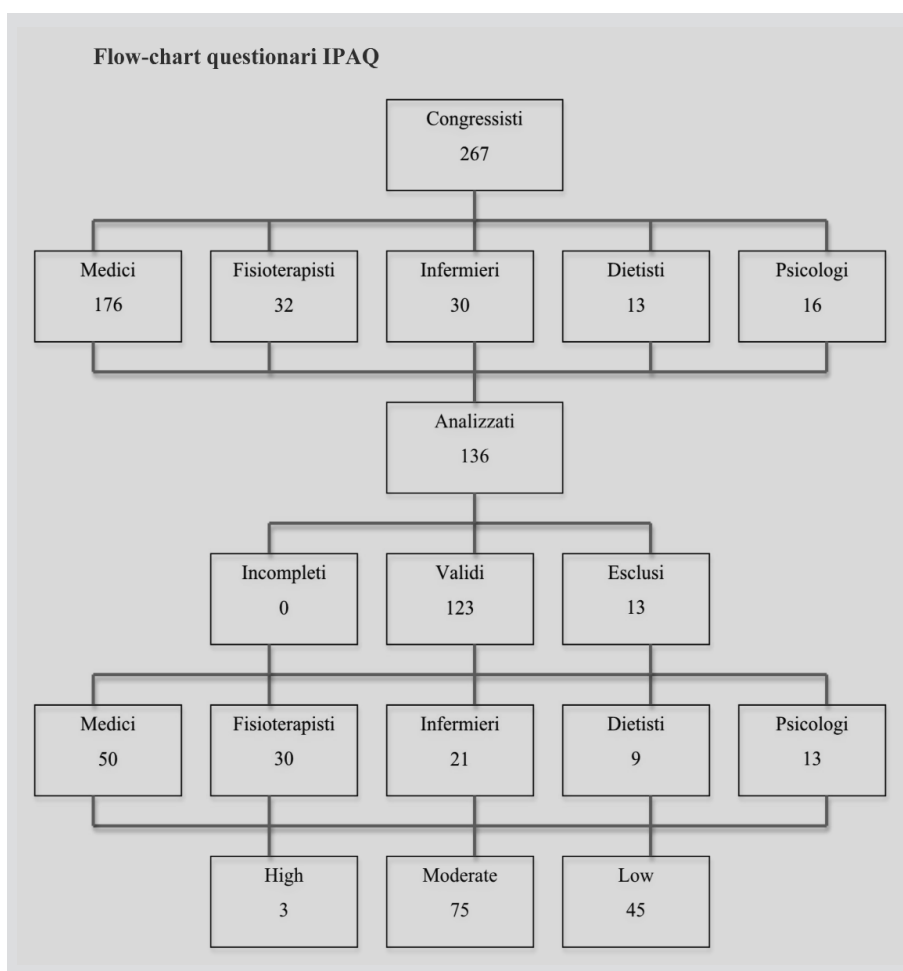 Flow-chart questionari IPAQ
Congressisti
267
Medici
176
Fisioterapisti
32
Infermieri
30
Dietisti
13
Psicologi
16
Analizzati
136
Incompleti
0
Validi
123
Esclusi
13
Medici
50
Fisioterapisti
30
Infermieri
21
Dietisti
9
Psicologi
13
High
3
Moderate
75
Low
45